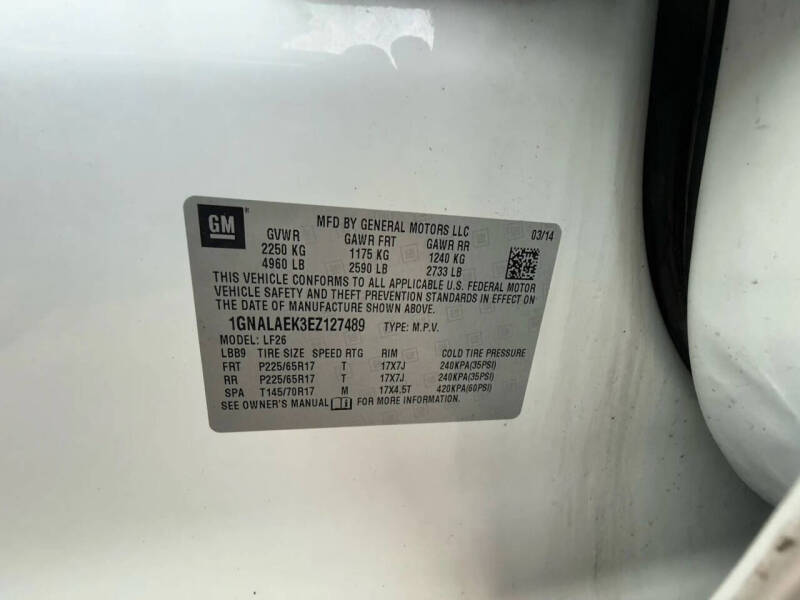 GM ®
MFD BY GENERAL MOTORS LLC 03/14
GVWR GAWR FRT GAWR RR
2250 KG 1175 KG 1240 KG
4960 LB 2590 LB 2733 LB
THIS VEHICLE CONFORMS TO ALL APPLICABLE U.S. FEDERAL MOTOR
VEHICLE SAFETY AND THEFT PREVENTION STANDARDS IN EFFECT ON
THE DATE OF MANUFACTURE SHOWN ABOVE.
1GNALAEK3EZ127489 TYPE: M.P.V.
MODEL: LF26
LBB9 TIRE SIZE SPEED RTG RIM COLD TIRE PRESSURE
FRT P225/65R17 T 17X7J 240KPA(35PSI)
RR P225/65R17 T 17X7J 240KPA(35PSI)
SPA T145/70R17 M 17X4.5T 420KPA(60PSI)
SEE OWNER'S MANUAL FOR MORE INFORMATION.